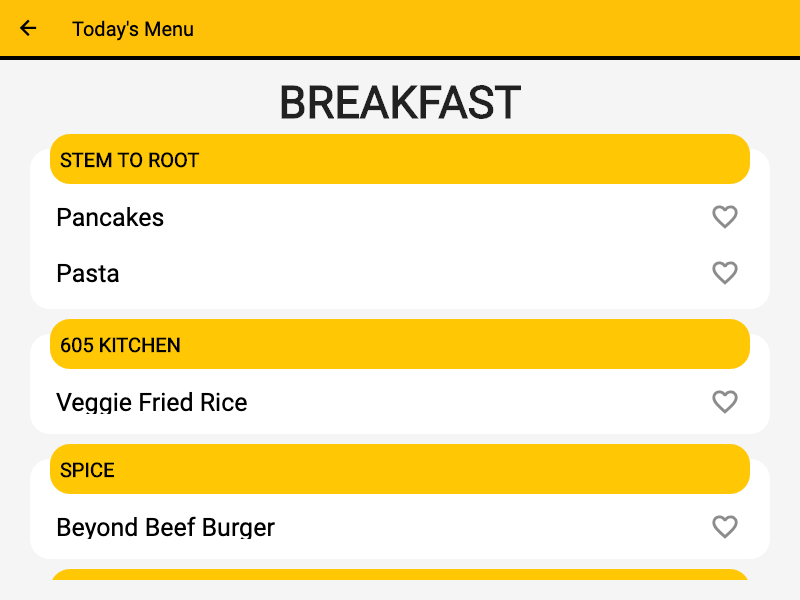 Today's Menu
BREAKFAST
STEM TO ROOT
Pancakes
Pasta
605 KITCHEN
Veggie Fried Rice
SPICE
Beyond Beef Burger